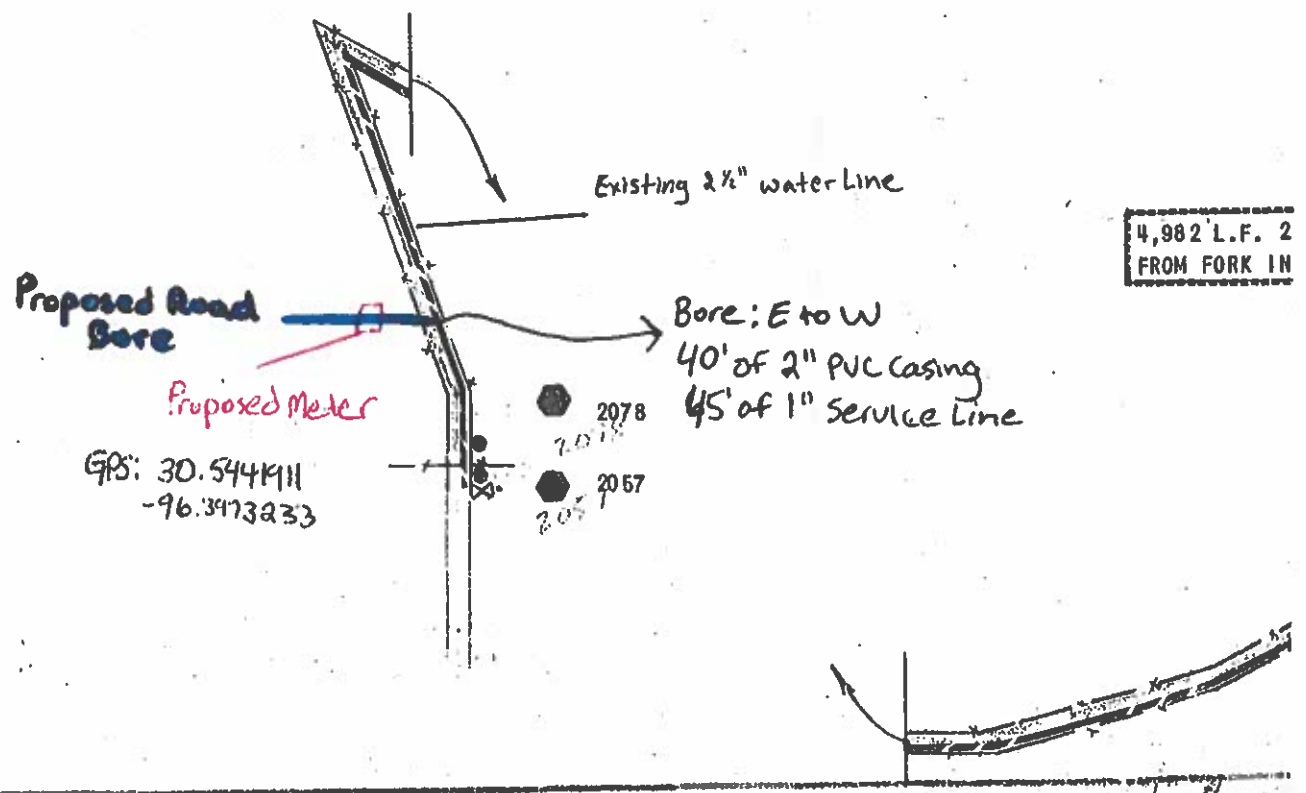 Existing 2½" water Line
4,982' L.F. 2
FROM FORK IN
Proposed Road
Bore
Bore: E to W
40' of 2" PVC Casing
45' of 1" Service Line
Proposed Meter
2078
GPS: 30.5441911
-96.3973233
2057